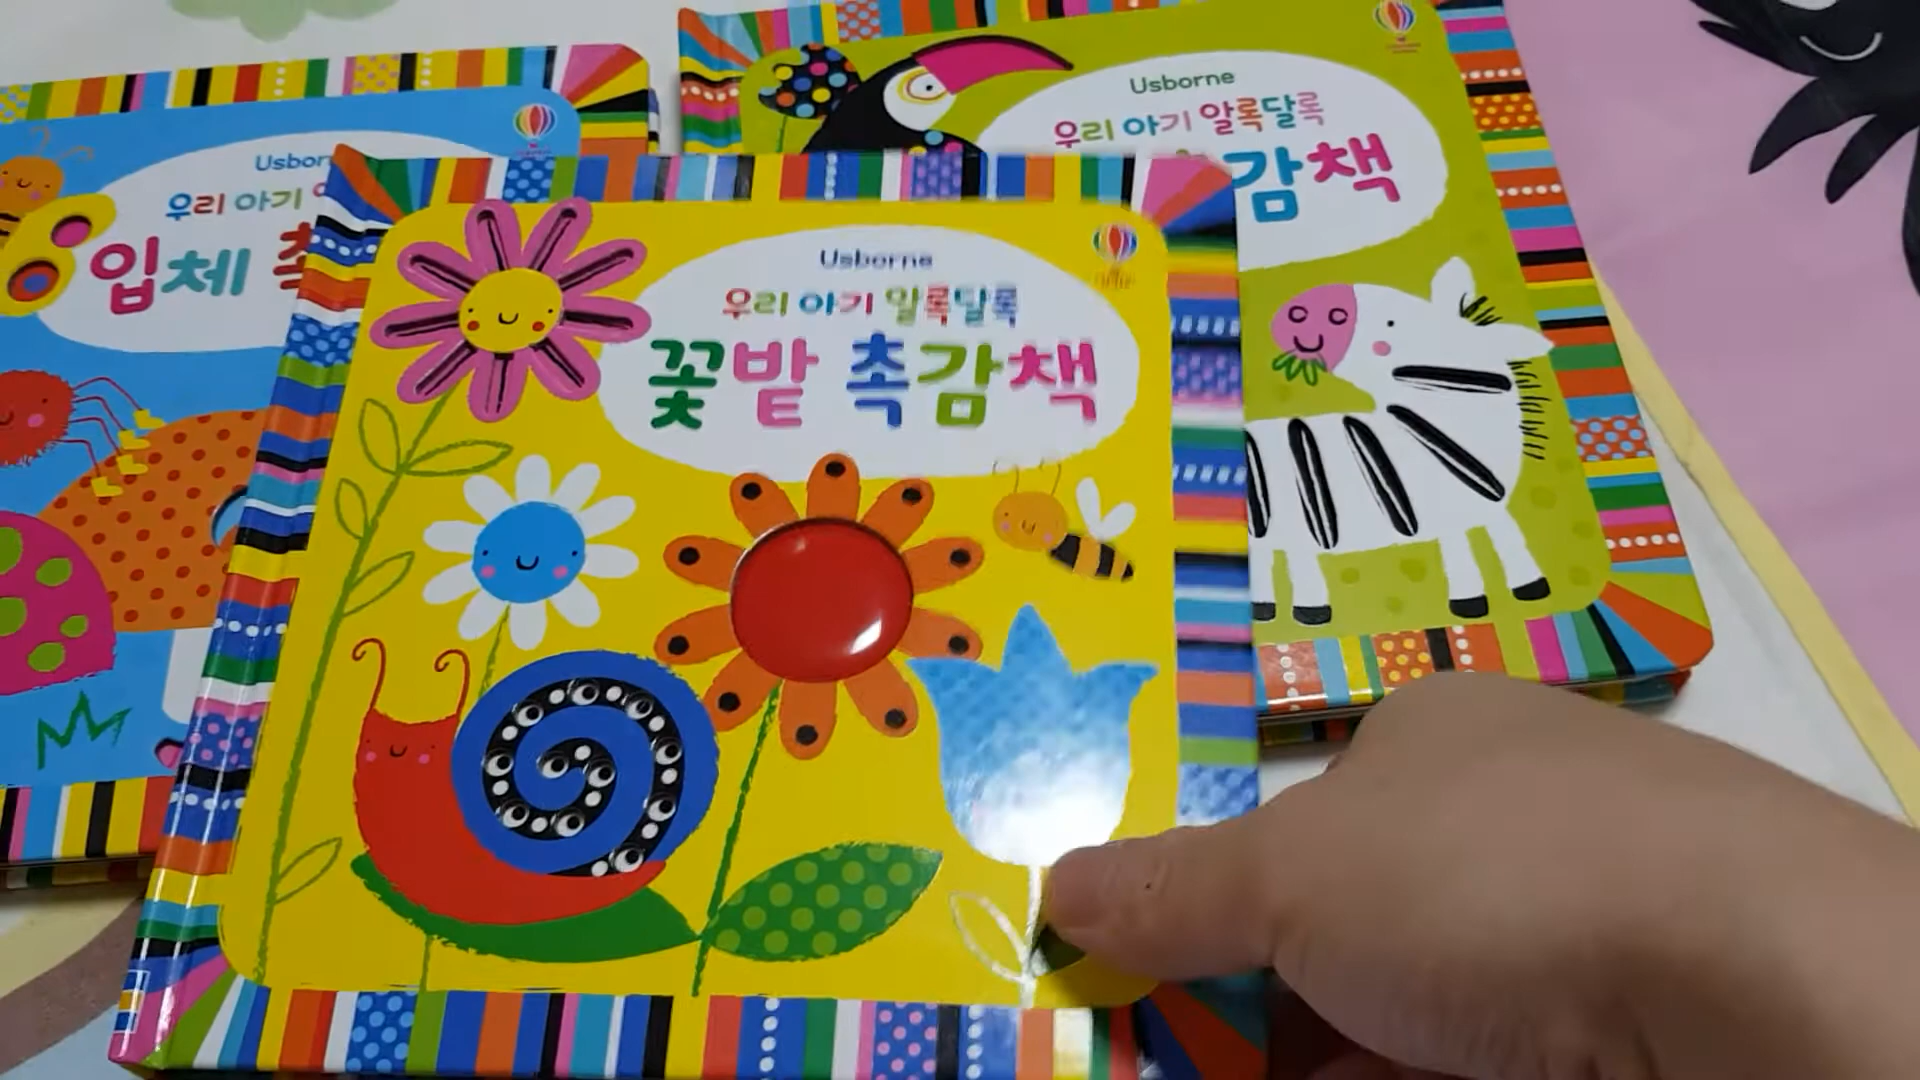 Usborne
우리 아기
입체
Usborne
우리 아기 알록달록
감책
Usborne
우리 아기 알록달록
꽃밭 촉감책